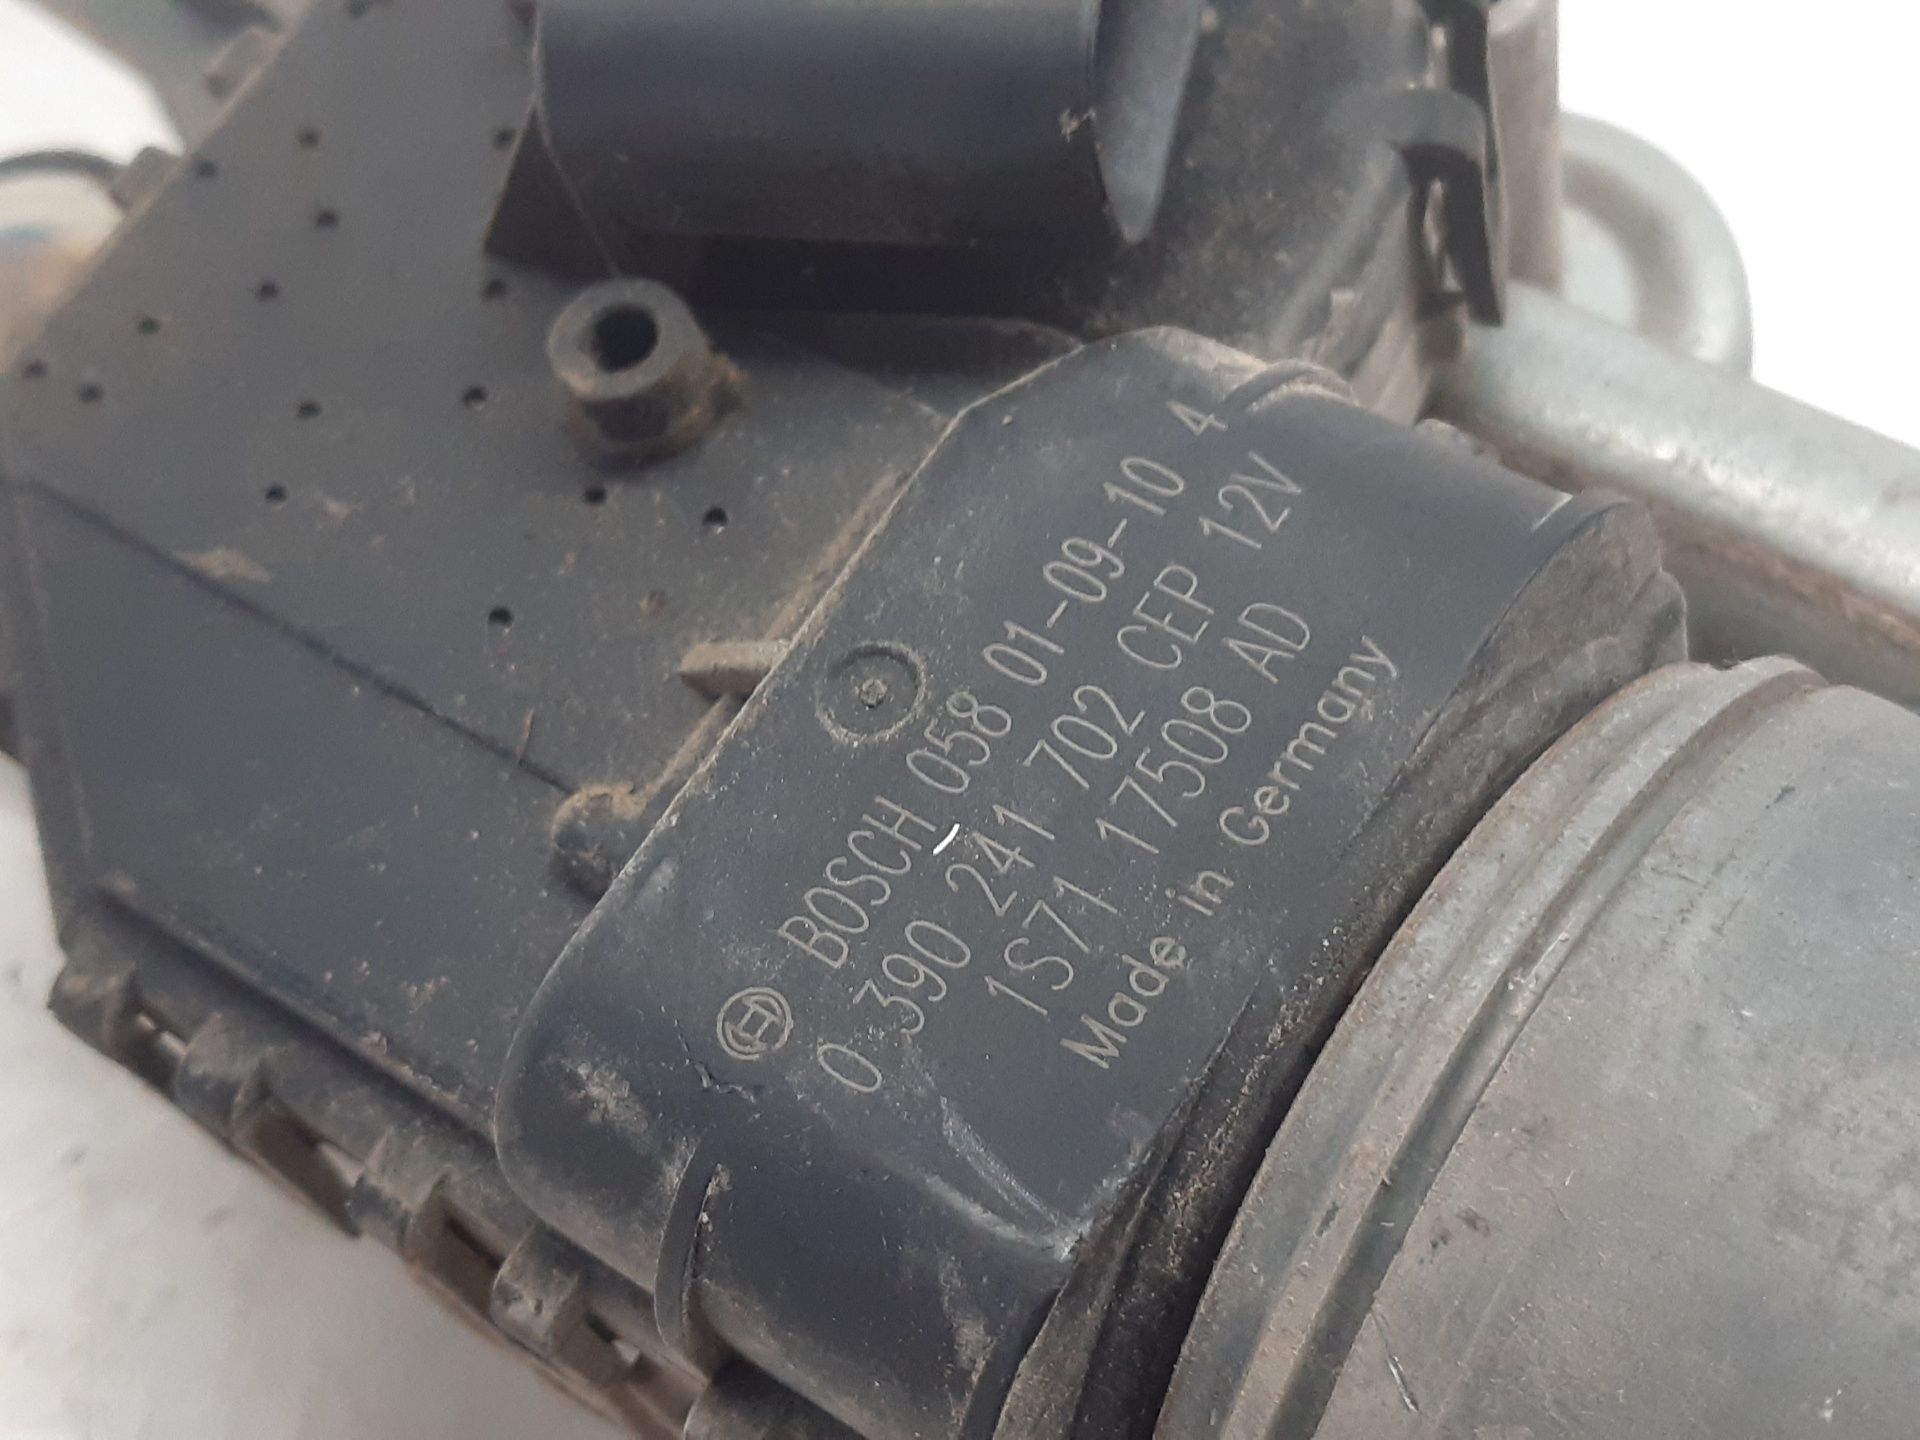 BOSCH 058 01-09-10 4
0 390 241 702 CEP 12V
1S71 17508 AD
Made in Germany